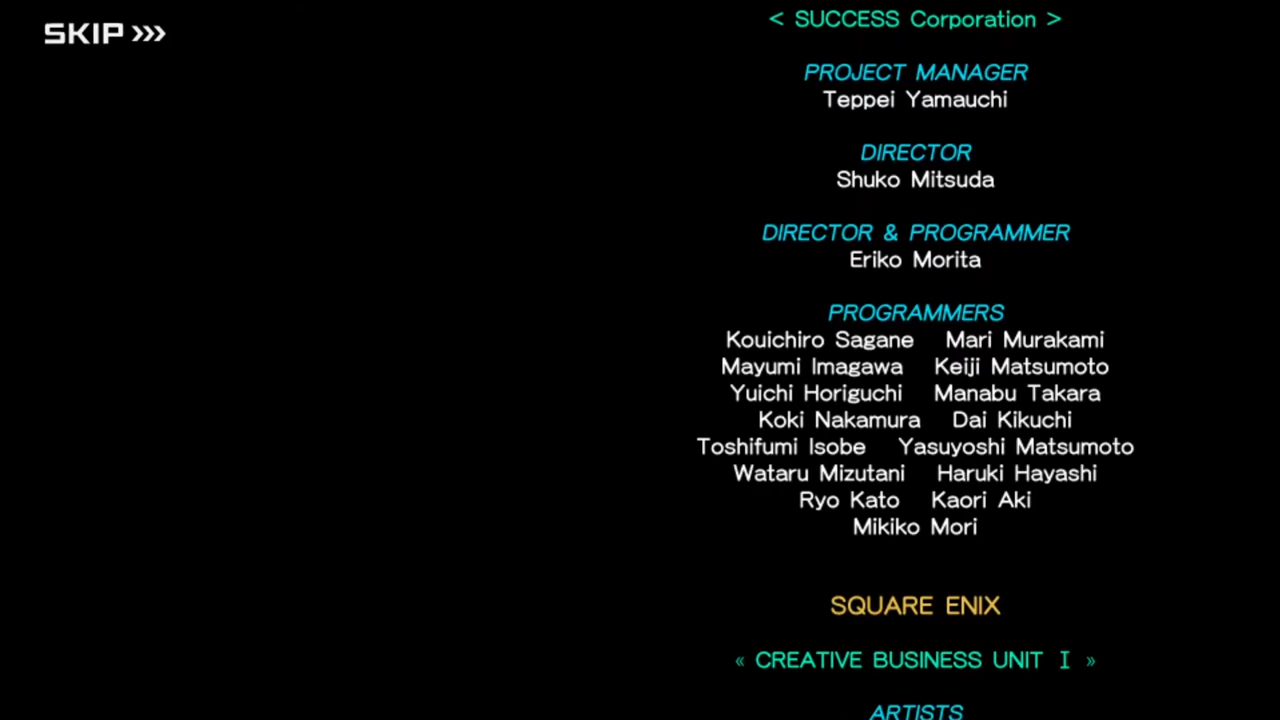 SKIP >>>
< SUCCESS Corporation >
PROJECT MANAGER
Teppei Yamauchi
DIRECTOR
Shuko Mitsuda
DIRECTOR & PROGRAMMER
Eriko Morita
PROGRAMMERS
Kouichiro Sagane Mari Murakami
Mayumi Imagawa Keiji Matsumoto
Yuichi Horiguchi Manabu Takara
Koki Nakamura Dai Kikuchi
Toshifumi Isobe Yasuyoshi Matsumoto
Wataru Mizutani Haruki Hayashi
Ryo Kato Kaori Aki
Mikiko Mori
SQUARE ENIX
« CREATIVE BUSINESS UNIT Ⅰ »
ARTISTS